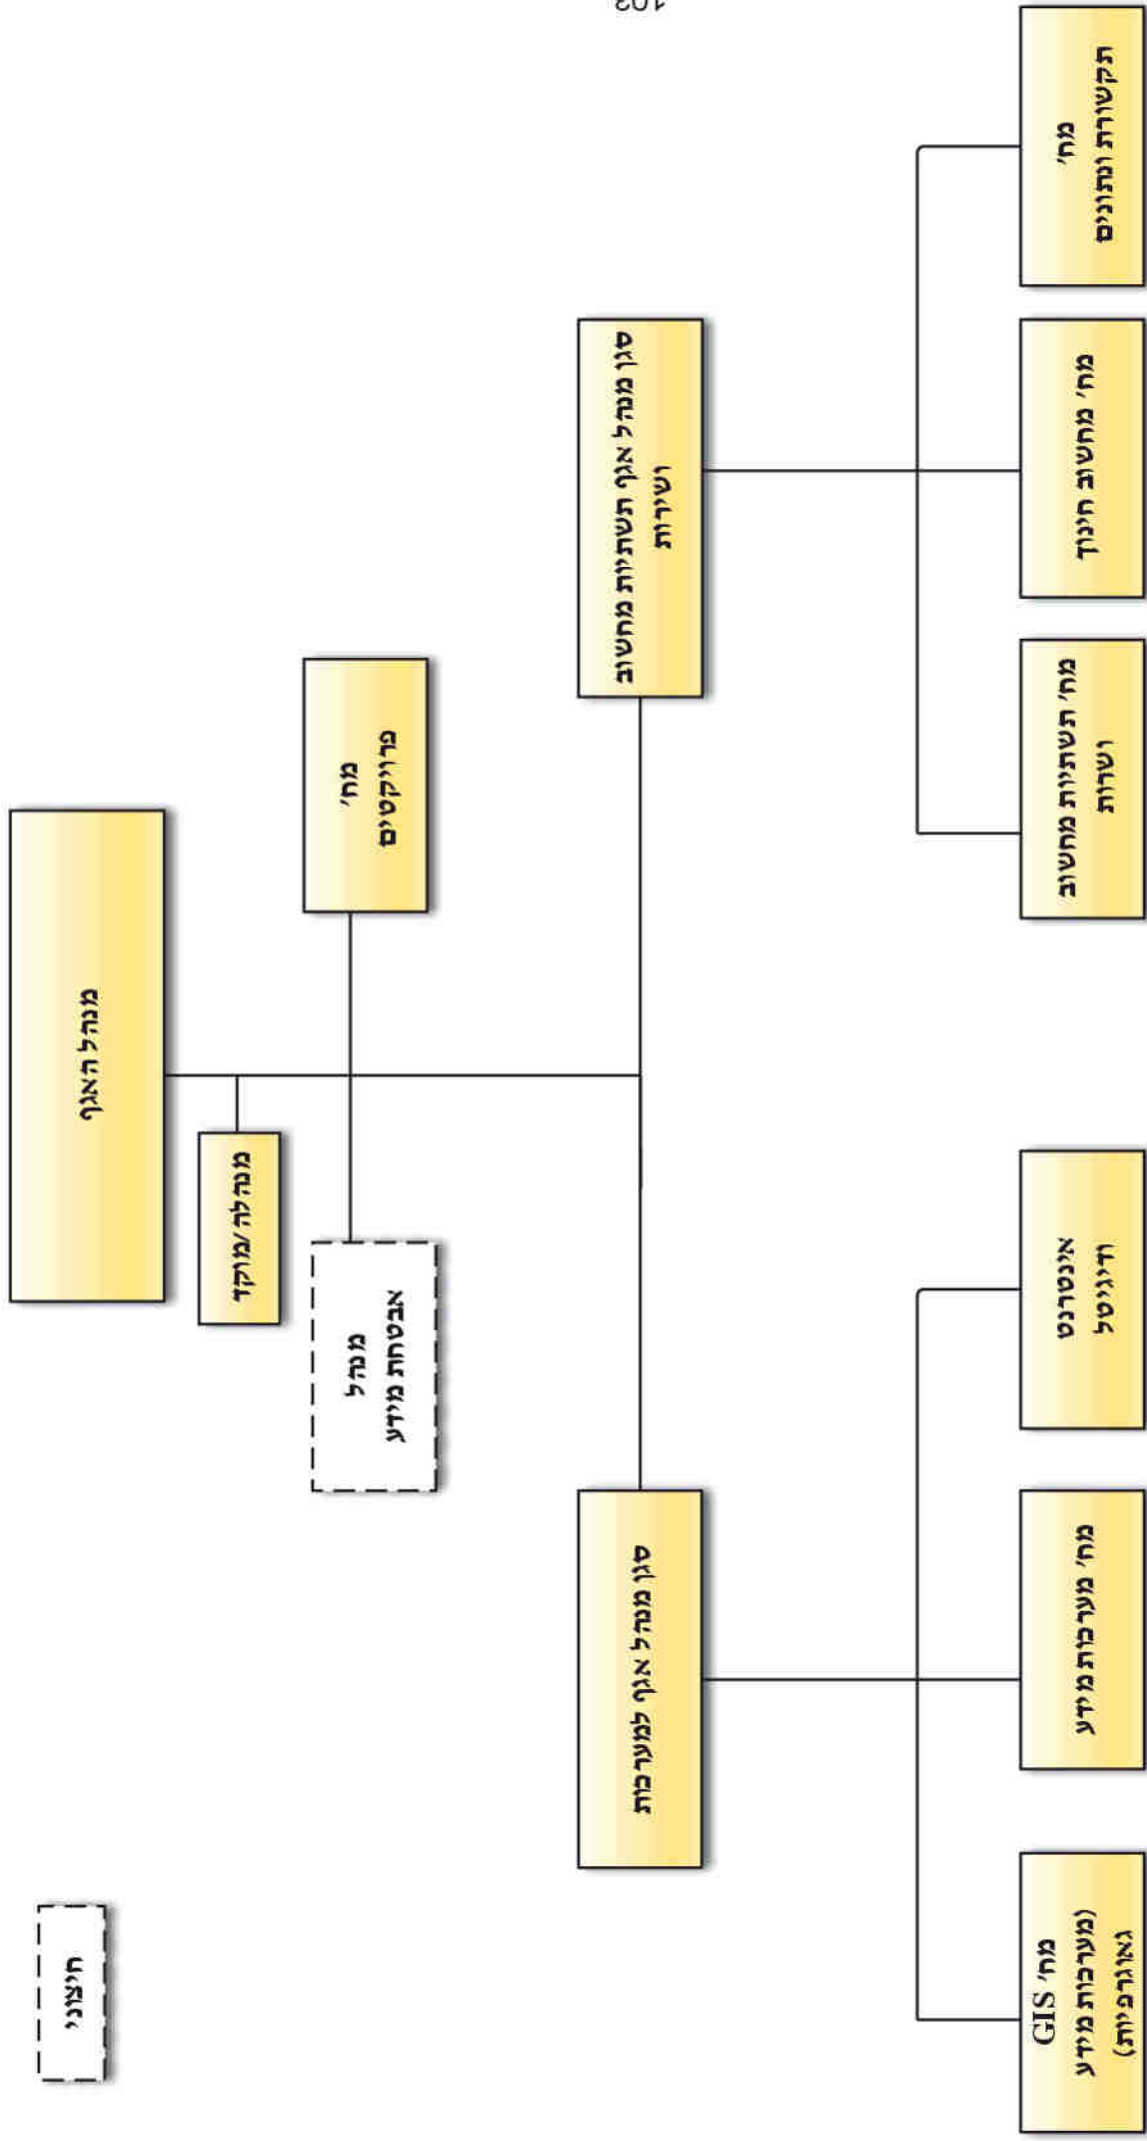 חיצוני
מנהל האגף
מנהלה/מוקד
מנהל
אבטחת מידע
מח'
פרויקטים
סגן מנהל אגף למערכות
סגן מנהל אגף תשתיות מחשוב
ושירות
מח' GIS
(מערכות מידע
גאוגרפיות)
מח' מערכות מידע
אינטרנט
ודיגיטל
מח' תשתיות מחשוב
ושרות
מח' מחשוב חינוך
מח'
תקשורת ונתונים
103